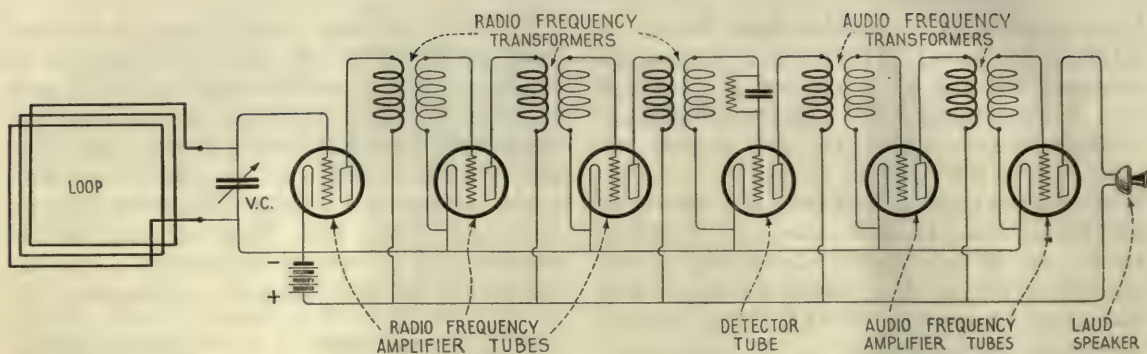 RADIO FREQUENCY
TRANSFORMERS
AUDIO FREQUENCY
TRANSFORMERS
LOOP
V.C.
-
+
RADIO FREQUENCY
AMPLIFIER TUBES
DETECTOR
TUBE
AUDIO FREQUENCY
AMPLIFIER TUBES
LAUD
SPEAKER